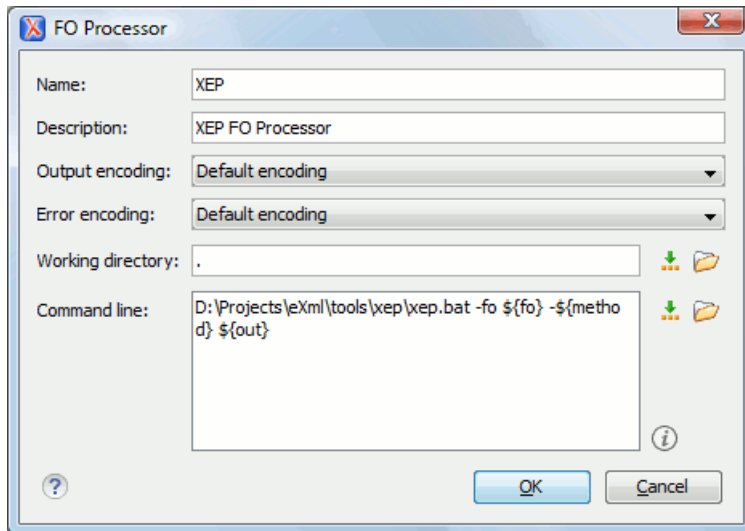 FO Processor
Name: XEP
Description: XEP FO Processor
Output encoding: Default encoding
Error encoding: Default encoding
Working directory: .
Command line: D:\Projects\eXml\tools\xep\xep.bat -fo ${fo} -${metho
d} ${out}
OK Cancel